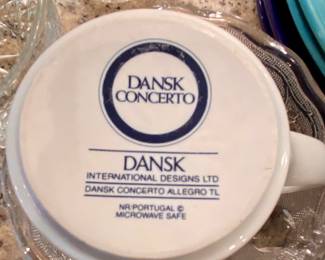 DANSK
CONCERTO
DANSK
INTERNATIONAL DESIGNS LTD
DANSK CONCERTO ALLEGRO TL
NR/PORTUGAL ©
MICROWAVE SAFE